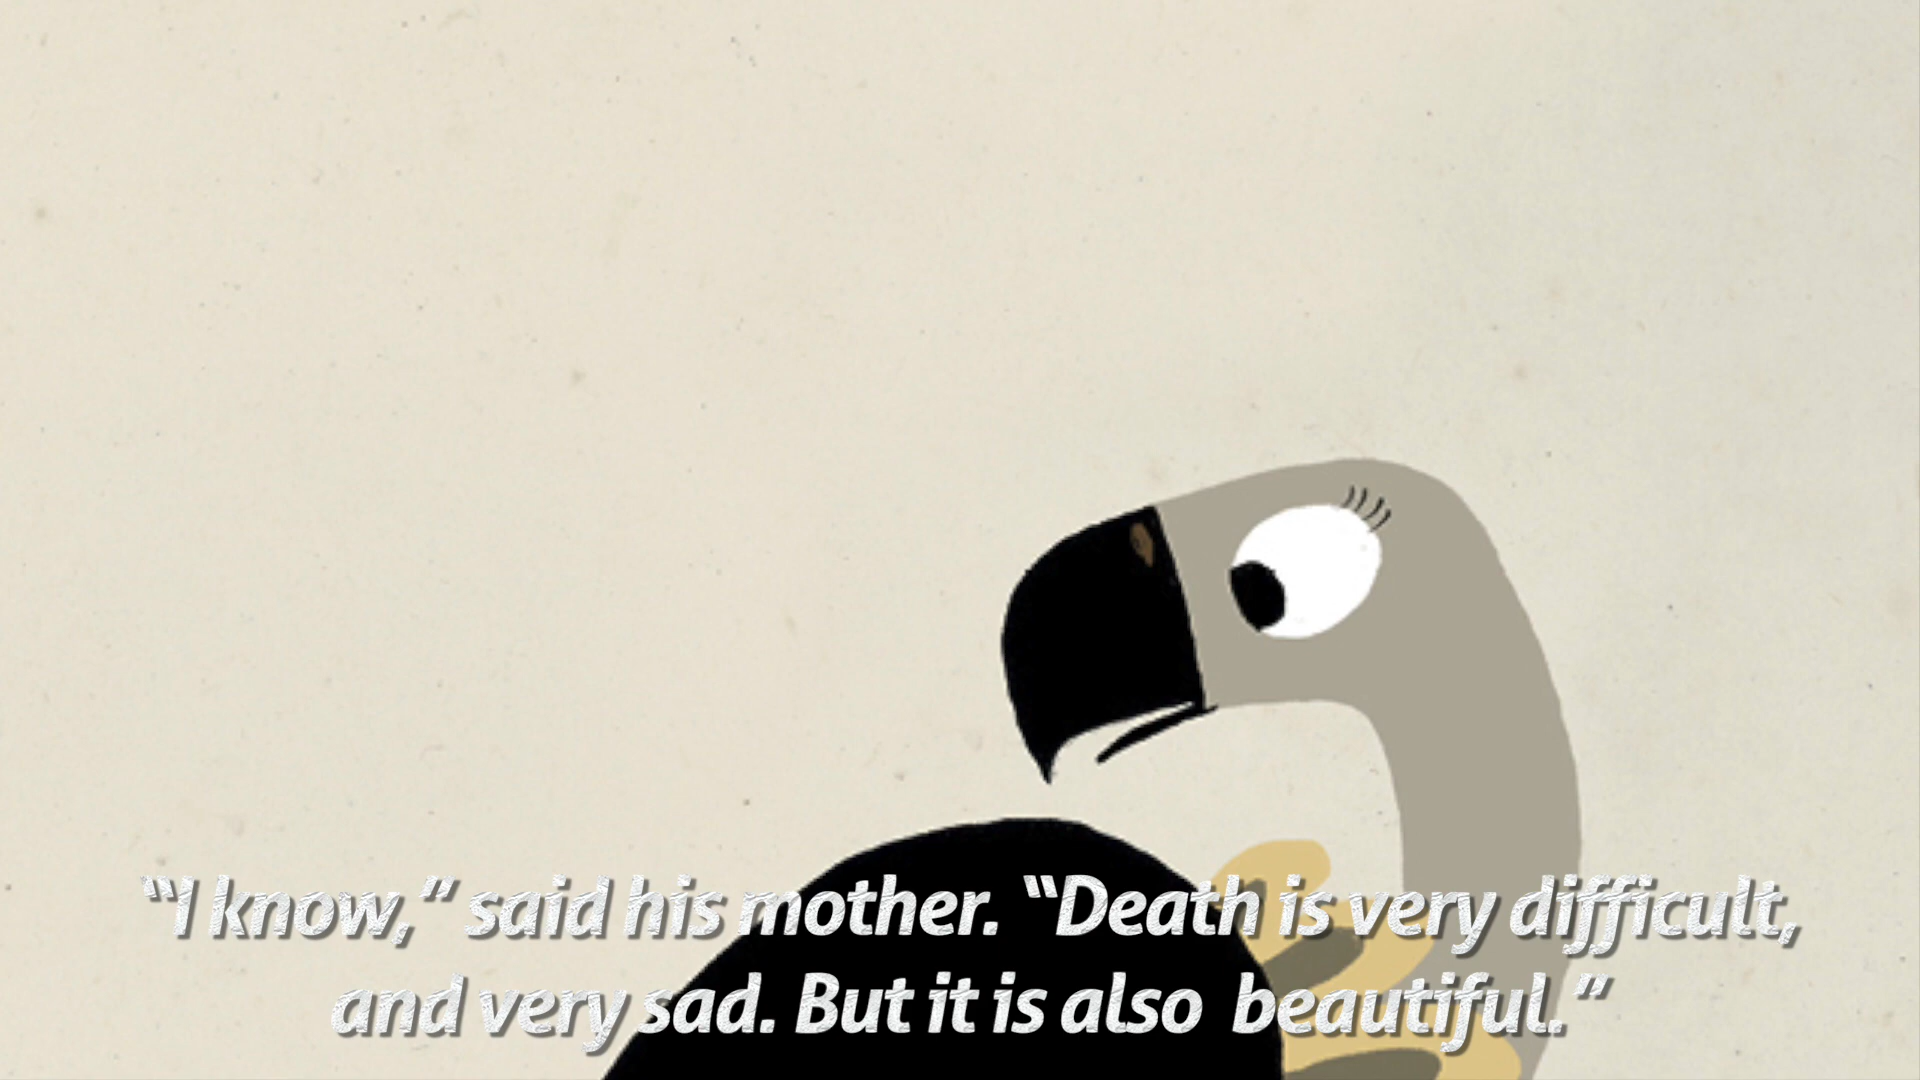 “I know,” said his mother. “Death is very difficult,
and very sad. But it is also beautiful.”